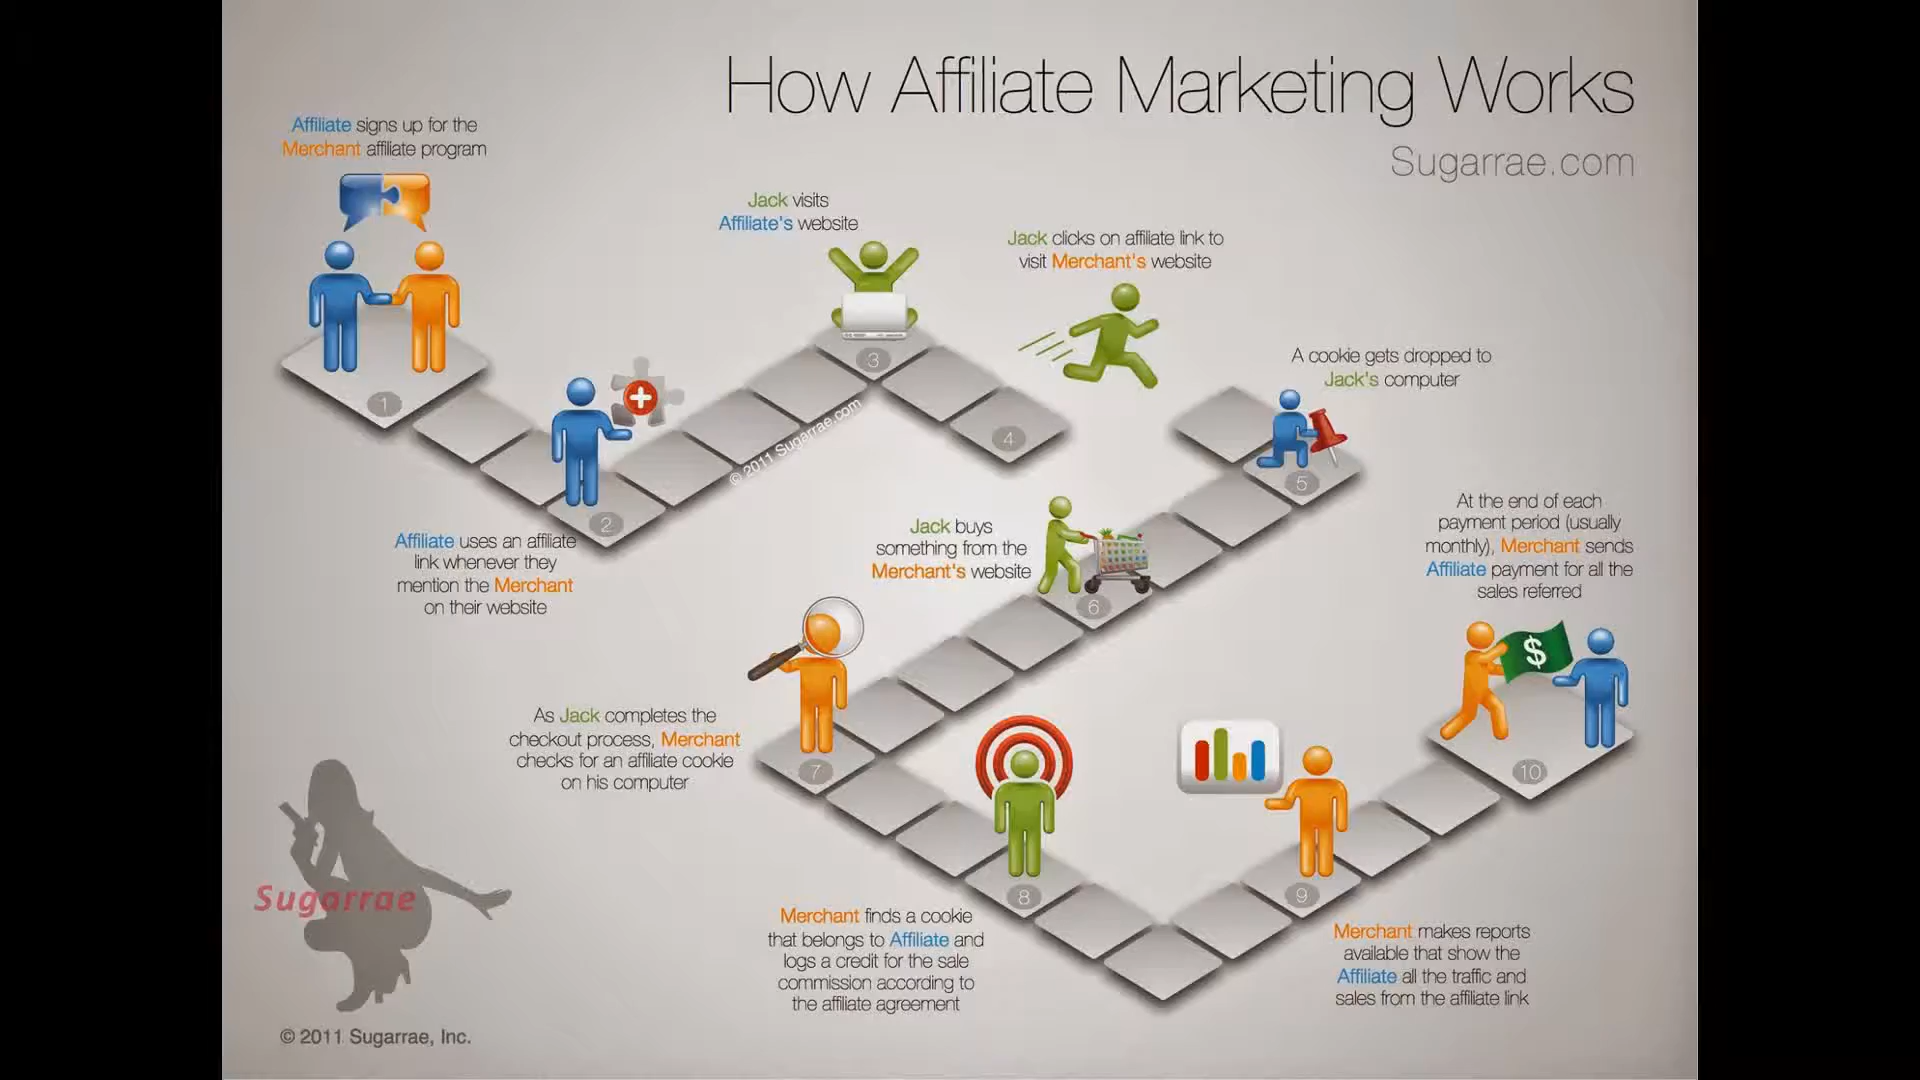 How Affiliate Marketing Works
Sugarrae.com
Affiliate signs up for the
Merchant affiliate program
1
Affiliate uses an affiliate
link whenever they
mention the Merchant
on their website
2
Jack visits
Affiliate's website
3
© 2011 Sugarrae.com
Jack clicks on affiliate link to
visit Merchant's website
4
A cookie gets dropped to
Jack's computer
5
Jack buys
something from the
Merchant's website
6
As Jack completes the
checkout process, Merchant
checks for an affiliate cookie
on his computer
7
Merchant finds a cookie
that belongs to Affiliate and
logs a credit for the sale
commission according to
the affiliate agreement
8
Merchant makes reports
available that show the
Affiliate all the traffic and
sales from the affiliate link
9
At the end of each
payment period (usually
monthly), Merchant sends
Affiliate payment for all the
sales referred
$
10
Sugarrae
© 2011 Sugarrae, Inc.